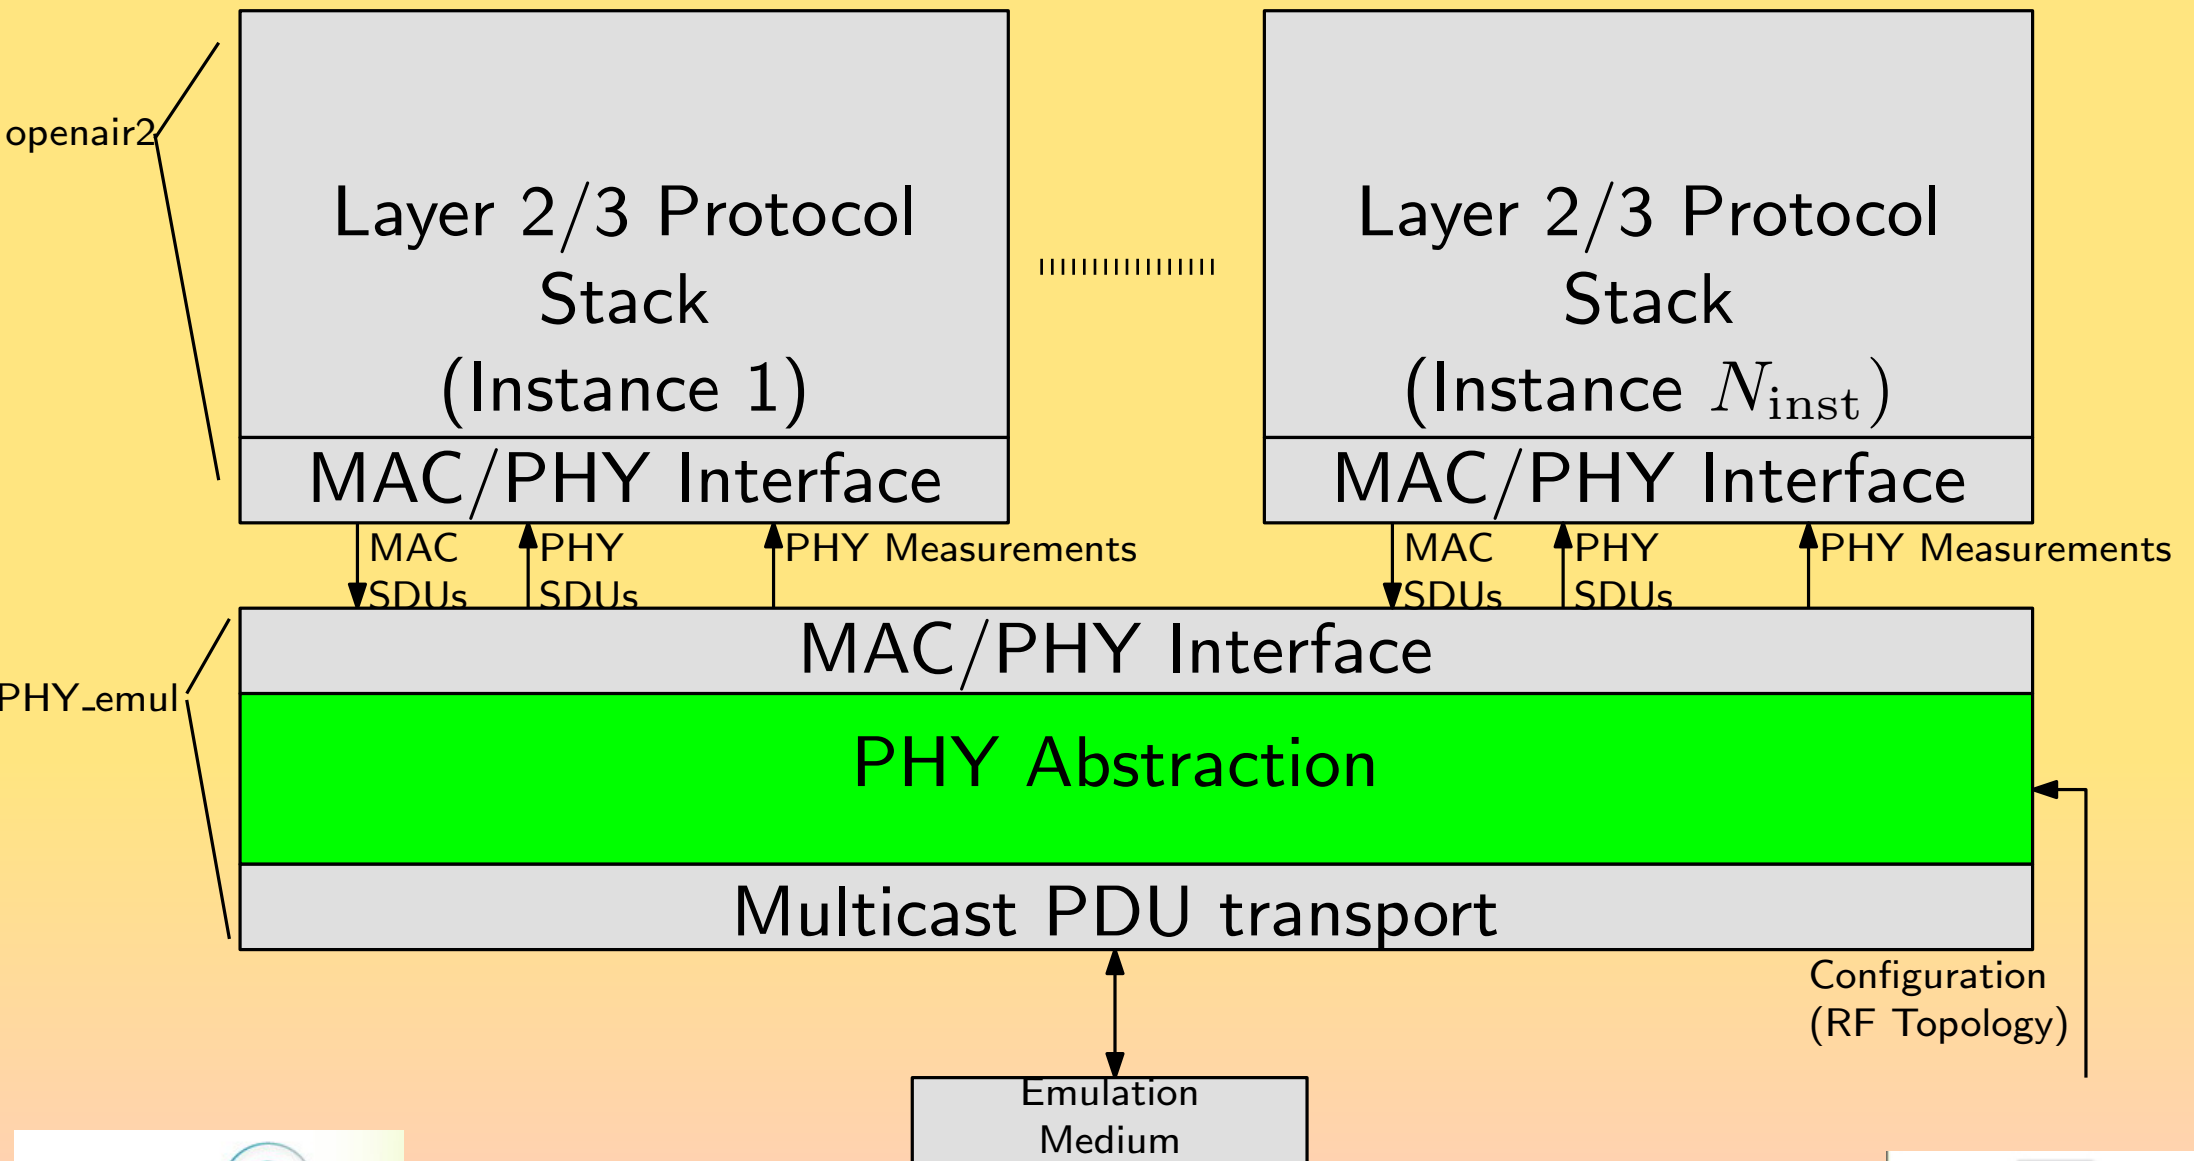 openair2
Layer 2/3 Protocol
Stack
(Instance 1)
MAC/PHY Interface
Layer 2/3 Protocol
Stack
(Instance N_inst)
MAC/PHY Interface
MAC
SDUs
PHY
SDUs
PHY Measurements
MAC
SDUs
PHY
SDUs
PHY Measurements
PHY_emul
MAC/PHY Interface
PHY Abstraction
Multicast PDU transport
Configuration
(RF Topology)
Emulation
Medium